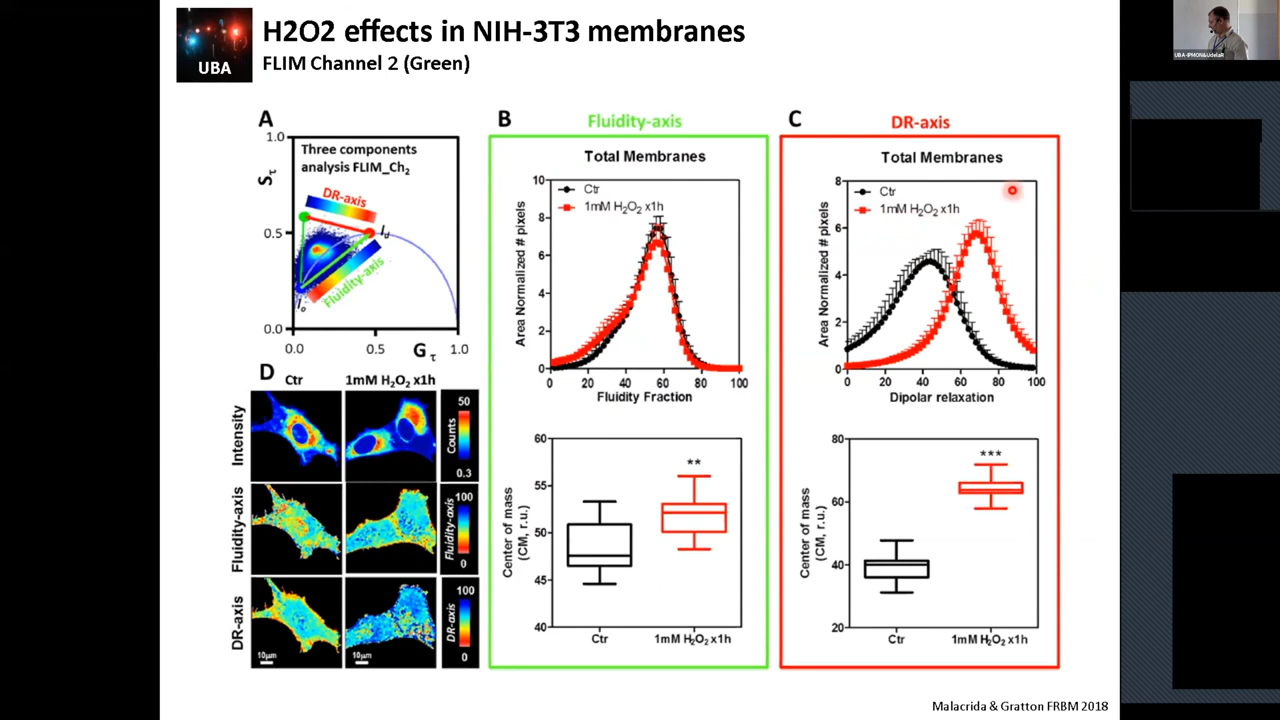 H2O2 effects in NIH-3T3 membranes
FLIM Channel 2 (Green)
UBA
UBA-IPMON&UdelaR
A
1.0
Three components
analysis FLIM_Ch2
Sτ
DR-axis
0.5
ld
Fluidity-axis
lo
0.0
0.0 0.5 Gτ 1.0
B
Fluidity-axis
Total Membranes
Ctr
1mM H2O2 x1h
Area Normalized # pixels
10
8
6
4
2
0
0 20 40 60 80 100
Fluidity Fraction
60
55
50
45
40
Center of mass
(CM, r.u.)
**
Ctr 1mM H2O2 x1h
C
DR-axis
Total Membranes
Ctr
1mM H2O2 x1h
Area Normalized # pixels
8
6
4
2
0
0 20 40 60 80 100
Dipolar relaxation
80
60
40
20
Center of mass
(CM, r.u.)
***
Ctr 1mM H2O2 x1h
D
Ctr 1mM H2O2 x1h
Intensity
50
Counts
0.3
Fluidity-axis
100
Fluidity-axis
0
DR-axis
100
DR-axis
0
10μm 10μm
Malacrida & Gratton FRBM 2018